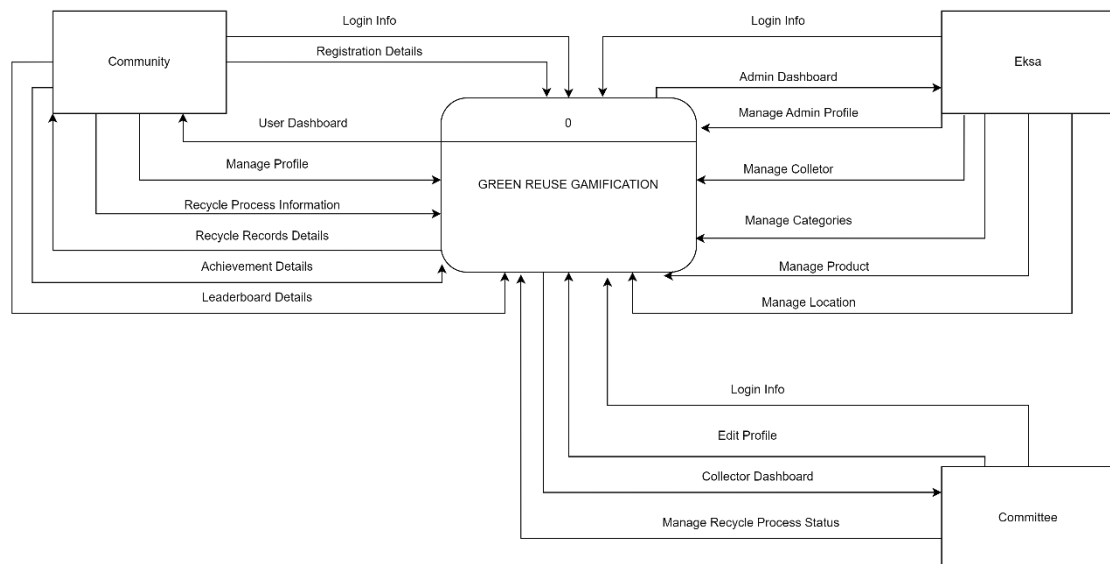 Login Info
Registration Details
Community
User Dashboard
Manage Profile
Recycle Process Information
Recycle Records Details
Achievement Details
Leaderboard Details
0
GREEN REUSE GAMIFICATION
Login Info
Eksa
Admin Dashboard
Manage Admin Profile
Manage Colletor
Manage Categories
Manage Product
Manage Location
Login Info
Edit Profile
Collector Dashboard
Manage Recycle Process Status
Committee